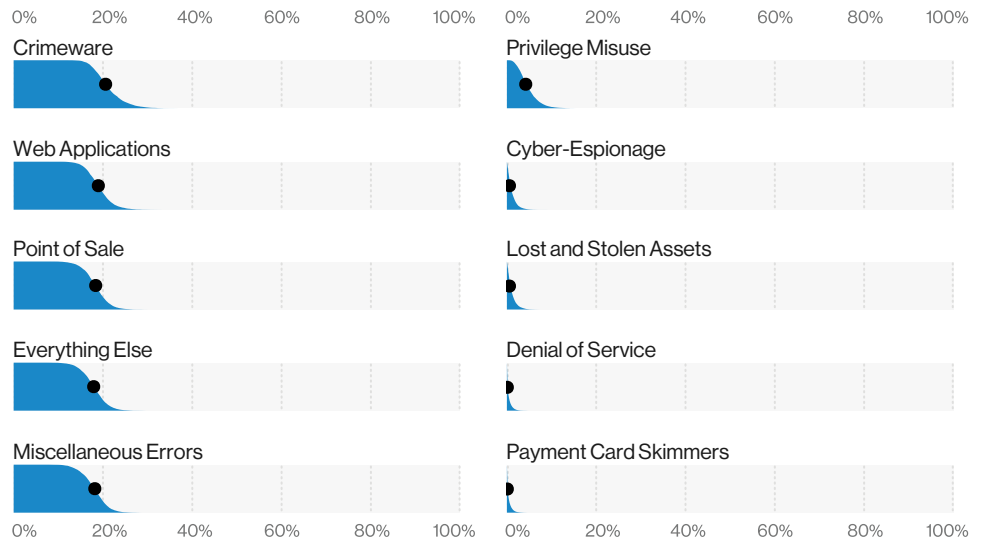 0% 20% 40% 60% 80% 100%
Crimeware
Web Applications
Point of Sale
Everything Else
Miscellaneous Errors
0% 20% 40% 60% 80% 100%
0% 20% 40% 60% 80% 100%
Privilege Misuse
Cyber-Espionage
Lost and Stolen Assets
Denial of Service
Payment Card Skimmers
0% 20% 40% 60% 80% 100%